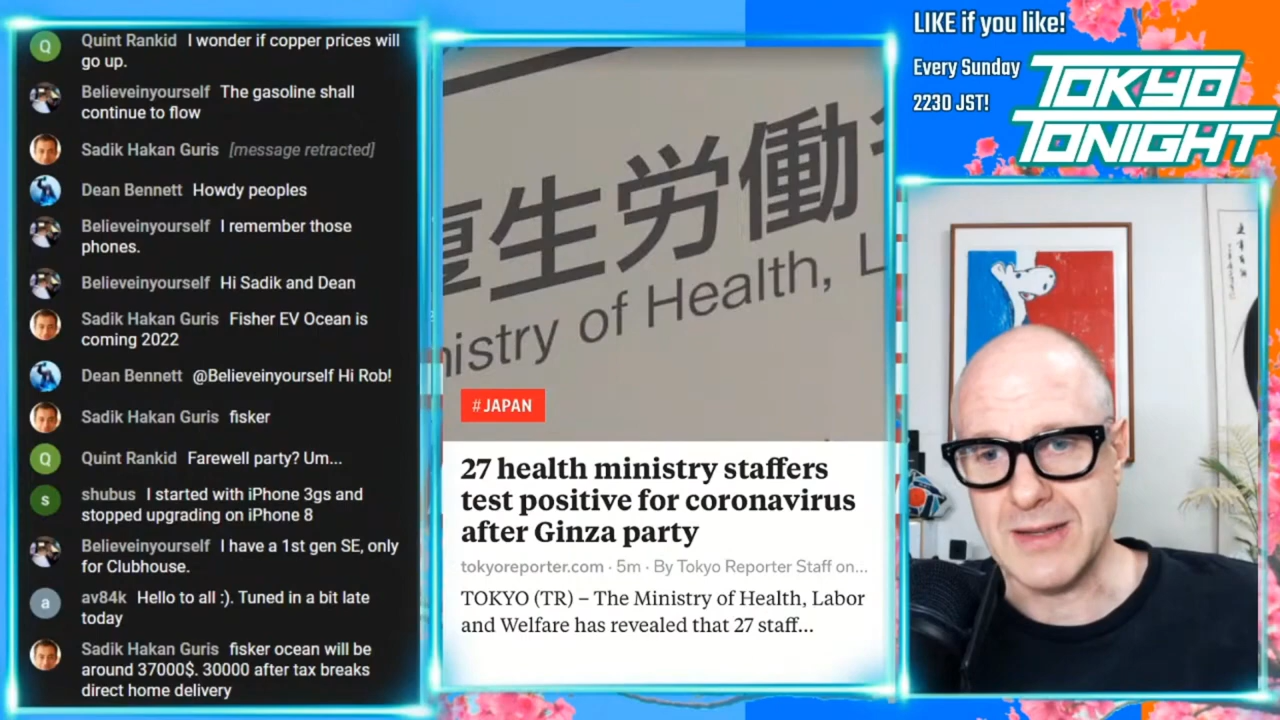 Quint Rankid I wonder if copper prices will
go up.
Believeinyourself The gasoline shall
continue to flow
Sadik Hakan Guris [message retracted]
Dean Bennett Howdy peoples
Believeinyourself I remember those
phones.
Believeinyourself Hi Sadik and Dean
Sadik Hakan Guris Fisher EV Ocean is
coming 2022
Dean Bennett @Believeinyourself Hi Rob!
Sadik Hakan Guris fisker
Quint Rankid Farewell party? Um...
shubus I started with iPhone 3gs and
stopped upgrading on iPhone 8
Believeinyourself I have a 1st gen SE, only
for Clubhouse.
av84k Hello to all :). Tuned in a bit late
today
Sadik Hakan Guris fisker ocean will be
around 37000$. 30000 after tax breaks
direct home delivery
Q
Q
s
a
厚生労働
nistry of Health, L
#JAPAN
27 health ministry staffers
test positive for coronavirus
after Ginza party
tokyoreporter.com · 5m · By Tokyo Reporter Staff on...
TOKYO (TR) – The Ministry of Health, Labor
and Welfare has revealed that 27 staff...
LIKE if you like!
Every Sunday
2230 JST!
TOKYO
TONIGHT